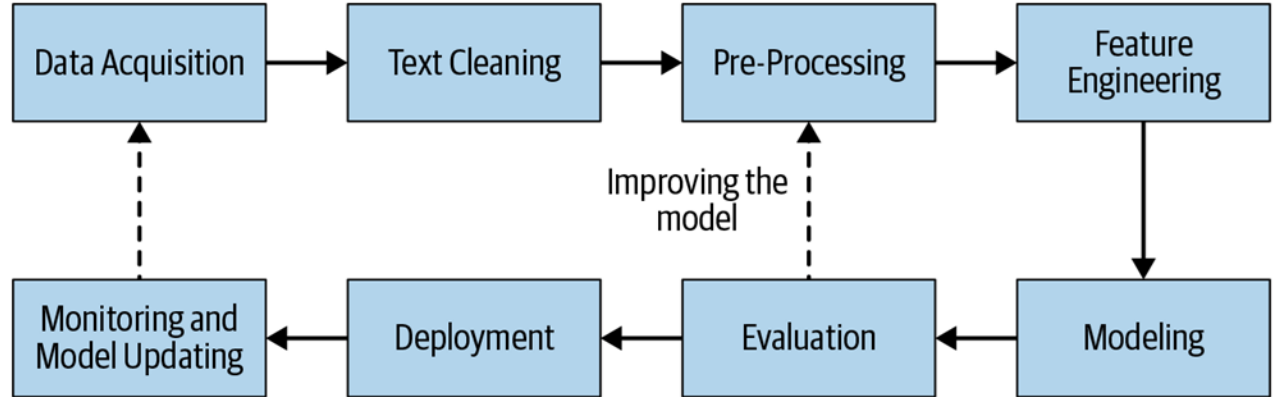 Data Acquisition
Text Cleaning
Pre-Processing
Feature
Engineering
Improving the
model
Monitoring and
Model Updating
Deployment
Evaluation
Modeling